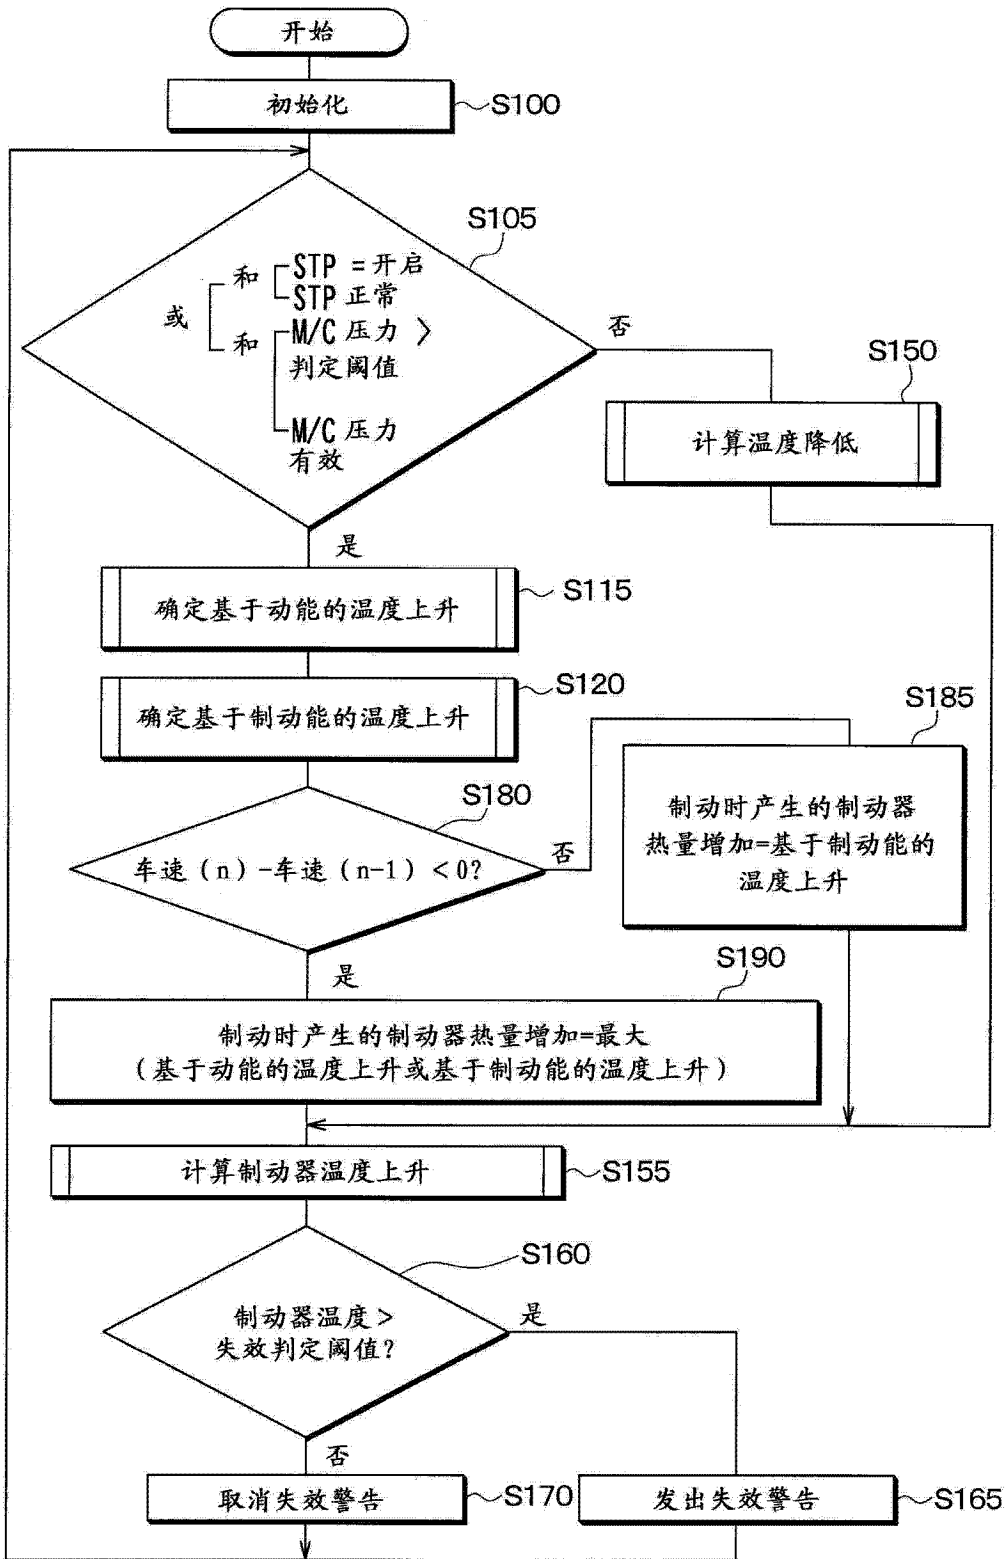 开始
初始化
S100
S105
或
和
STP =开启
STP 正常
和
M/C 压力 >
判定阈值
M/C 压力
有效
否
S150
计算温度降低
是
确定基于动能的温度上升
S115
确定基于制动能的温度上升
S120
S185
制动时产生的制动器
热量增加=基于制动能的
温度上升
S180
车速(n)-车速(n-1)<0?
否
是
S190
制动时产生的制动器热量增加=最大
(基于动能的温度上升或基于制动能的温度上升)
计算制动器温度上升
S155
S160
制动器温度>
失效判定阈值?
是
否
取消失效警告
S170
发出失效警告
S165